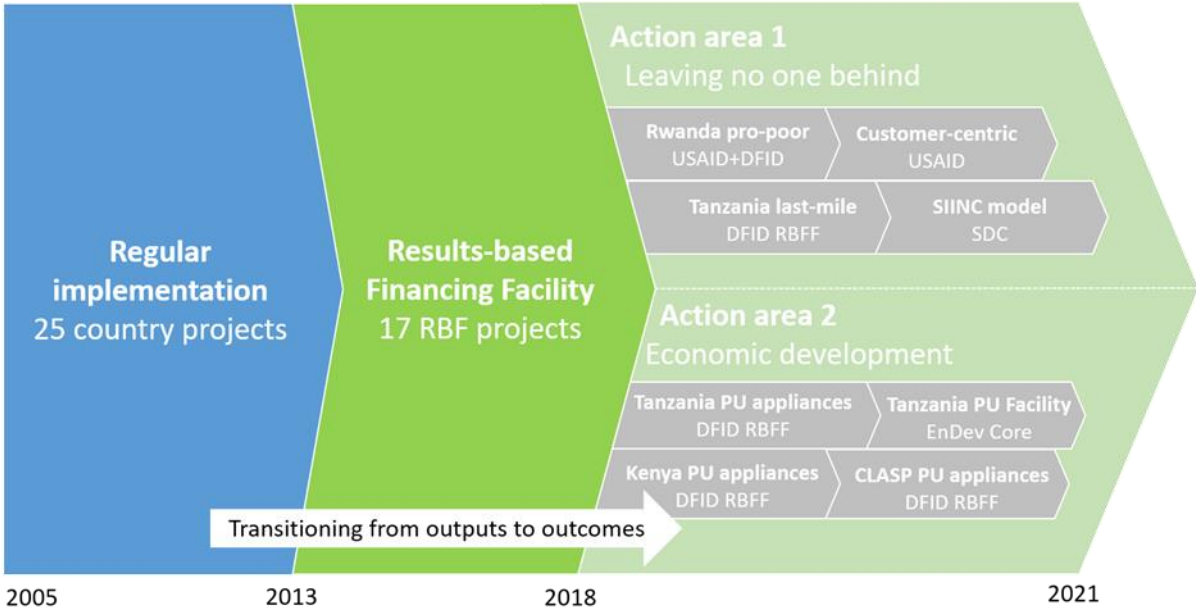 Regular
implementation
25 country projects
Results-based
Financing Facility
17 RBF projects
Action area 1
Leaving no one behind
Rwanda pro-poor
USAID+DFID
Customer-centric
USAID
Tanzania last-mile
DFID RBFF
SIINC model
SDC
Action area 2
Economic development
Tanzania PU appliances
DFID RBFF
Tanzania PU Facility
EnDev Core
Kenya PU appliances
DFID RBFF
CLASP PU appliances
DFID RBFF
Transitioning from outputs to outcomes
2005
2013
2018
2021